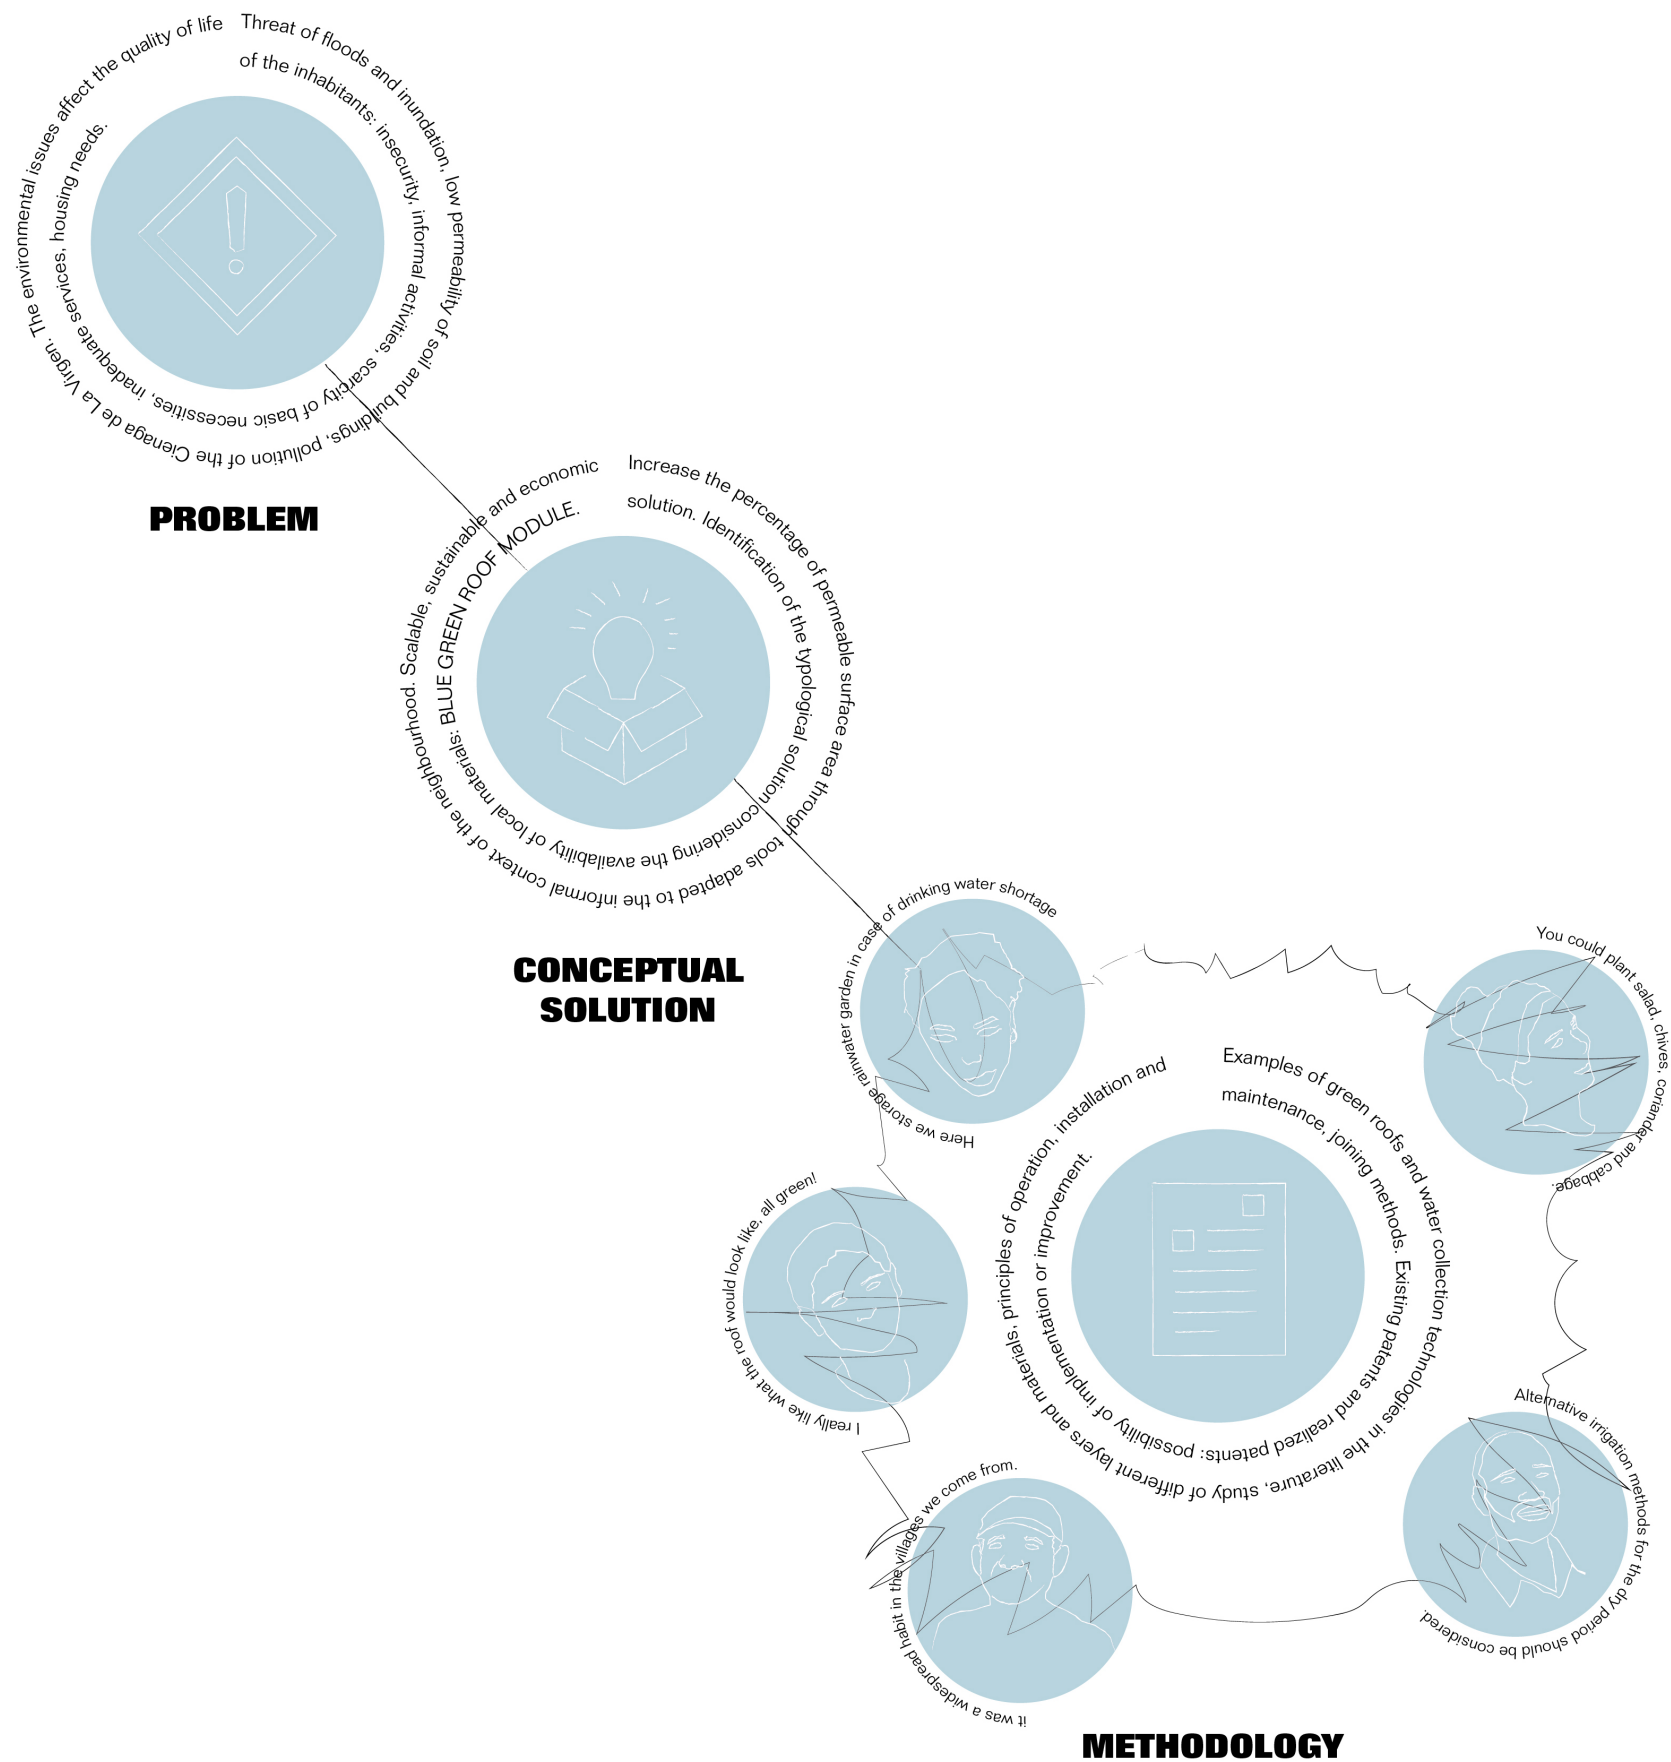 Threat of floods and inundation, low permeability of soil and buildings, pollution of the Cienaga de La Virgen. The environmental issues affect the quality of life
of the inhabitants: insecurity, informal activities, scarcity of basic necessities, inadequate services, housing needs.
PROBLEM
Increase the percentage of permeable surface area through tools adapted to the informal context of the neighbourhood. Scalable, sustainable and economic
solution. Identification of the typological solution considering the availability of local materials: BLUE GREEN ROOF MODULE.
CONCEPTUAL
SOLUTION
Here we storage rainwater garden in case of drinking water shortage
You could plant salad, chives, coriander and cabbage.
Examples of green roofs and water collection technologies in the literature, study of different layers and materials, principles of operation, installation and
maintenance, joining methods. Existing patents and realized patents: possibility of implementation or improvement.
I really like what the roof would look like, all green!
Alternative irrigation methods for the dry period should be considered.
it was a widespread habit in the villages we come from.
METHODOLOGY